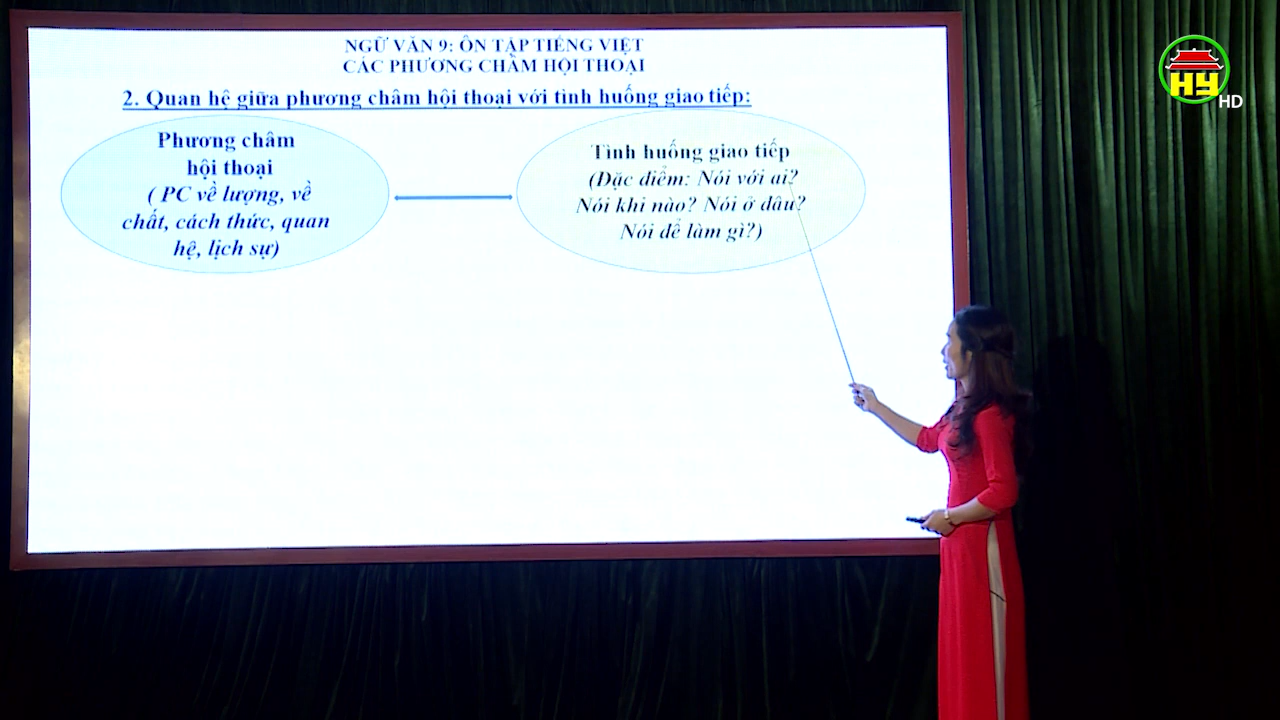 NGỮ VĂN 9: ÔN TẬP TIẾNG VIỆT
CÁC PHƯƠNG CHÂM HỘI THOẠI
2. Quan hệ giữa phương châm hội thoại với tình huống giao tiếp:
Phương châm
hội thoại
( PC về lượng, về
chất, cách thức, quan
hệ, lịch sự)
Tình huống giao tiếp
(Đặc điểm: Nói với ai?
Nói khi nào? Nói ở đâu?
Nói để làm gì?)
HY
HD